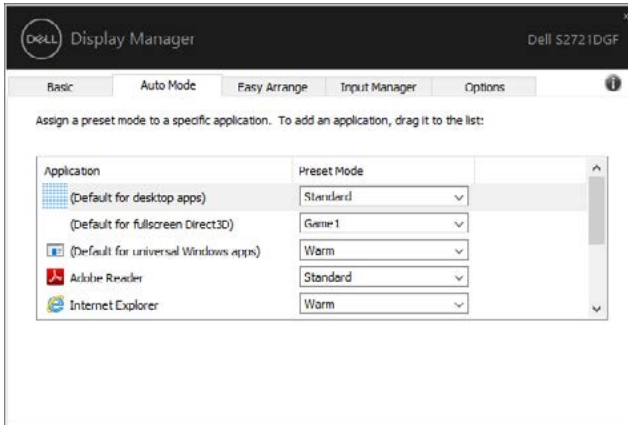 DELL Display Manager Dell S2721DGF
Basic Auto Mode Easy Arrange Input Manager Options
Assign a preset mode to a specific application. To add an application, drag it to the list:
Application Preset Mode
(Default for desktop apps) Standard
(Default for fullscreen Direct3D) Game1
(Default for universal Windows apps) Warm
Adobe Reader Standard
Internet Explorer Warm